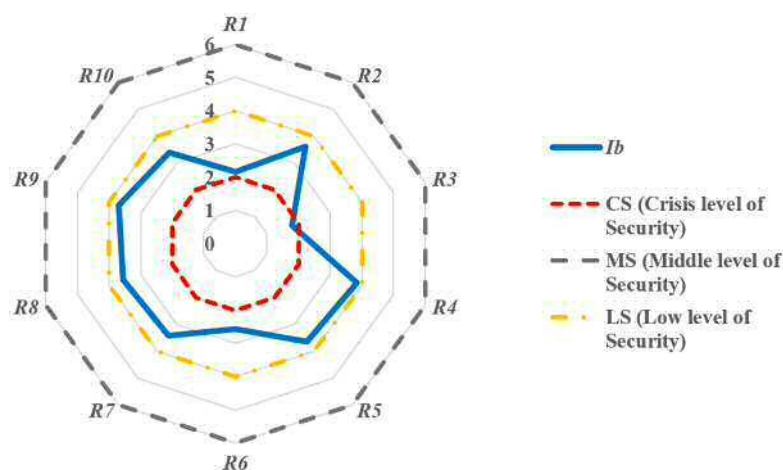 R1
R10
R2
6
5
4
3
2
1
0
R9
R3
R8
R4
R7
R5
R6
Ib
CS (Crisis level of
Security)
MS (Middle level of
Security)
LS (Low level of
Security)